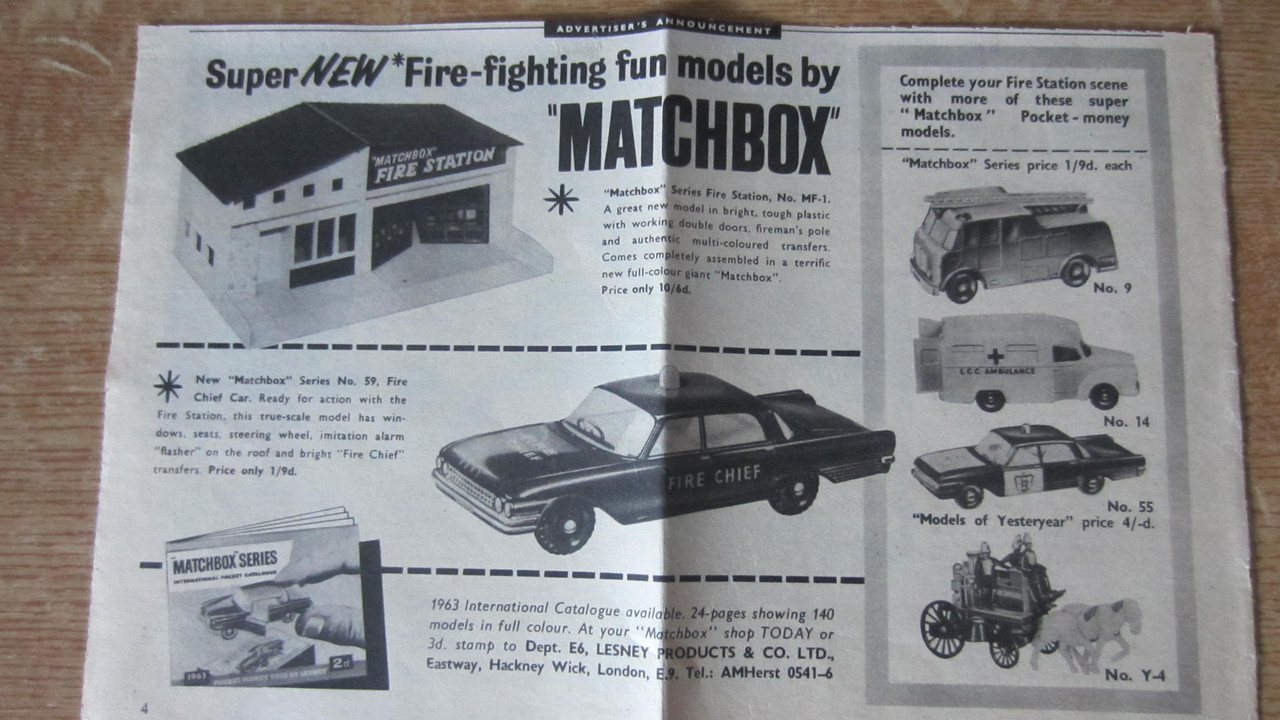 ADVERTISER'S ANNOUNCEMENT
Super NEW *Fire-fighting fun models by
"MATCHBOX"
"MATCHBOX"
FIRE STATION
"Matchbox" Series Fire Station, No. MF-1.
A great new model in bright, tough plastic
with working double doors, fireman's pole
and authentic multi-coloured transfers.
Comes completely assembled in a terrific
new full-colour giant "Matchbox".
Price only 10/6d.
New "Matchbox" Series No. 59, Fire
Chief Car. Ready for action with the
Fire Station, this true-scale model has win-
dows, seats, steering wheel, imitation alarm
"flasher" on the roof and bright "Fire Chief"
transfers. Price only 1/9d.
FIRE CHIEF
"MATCHBOX" SERIES
INTERNATIONAL POCKET CATALOGUE
1963
2d
1963 International Catalogue available. 24-pages showing 140
models in full colour. At your "Matchbox" shop TODAY or
3d. stamp to Dept. E6, LESNEY PRODUCTS & CO. LTD.,
Eastway, Hackney Wick, London, E.9. Tel.: AMHerst 0541-6
4
Complete your Fire Station scene
with more of these super
"Matchbox" Pocket-money
models.
"Matchbox" Series price 1/9d. each
No. 9
L.C.C. AMBULANCE
No. 14
No. 55
"Models of Yesteryear" price 4/-d.
No. Y-4